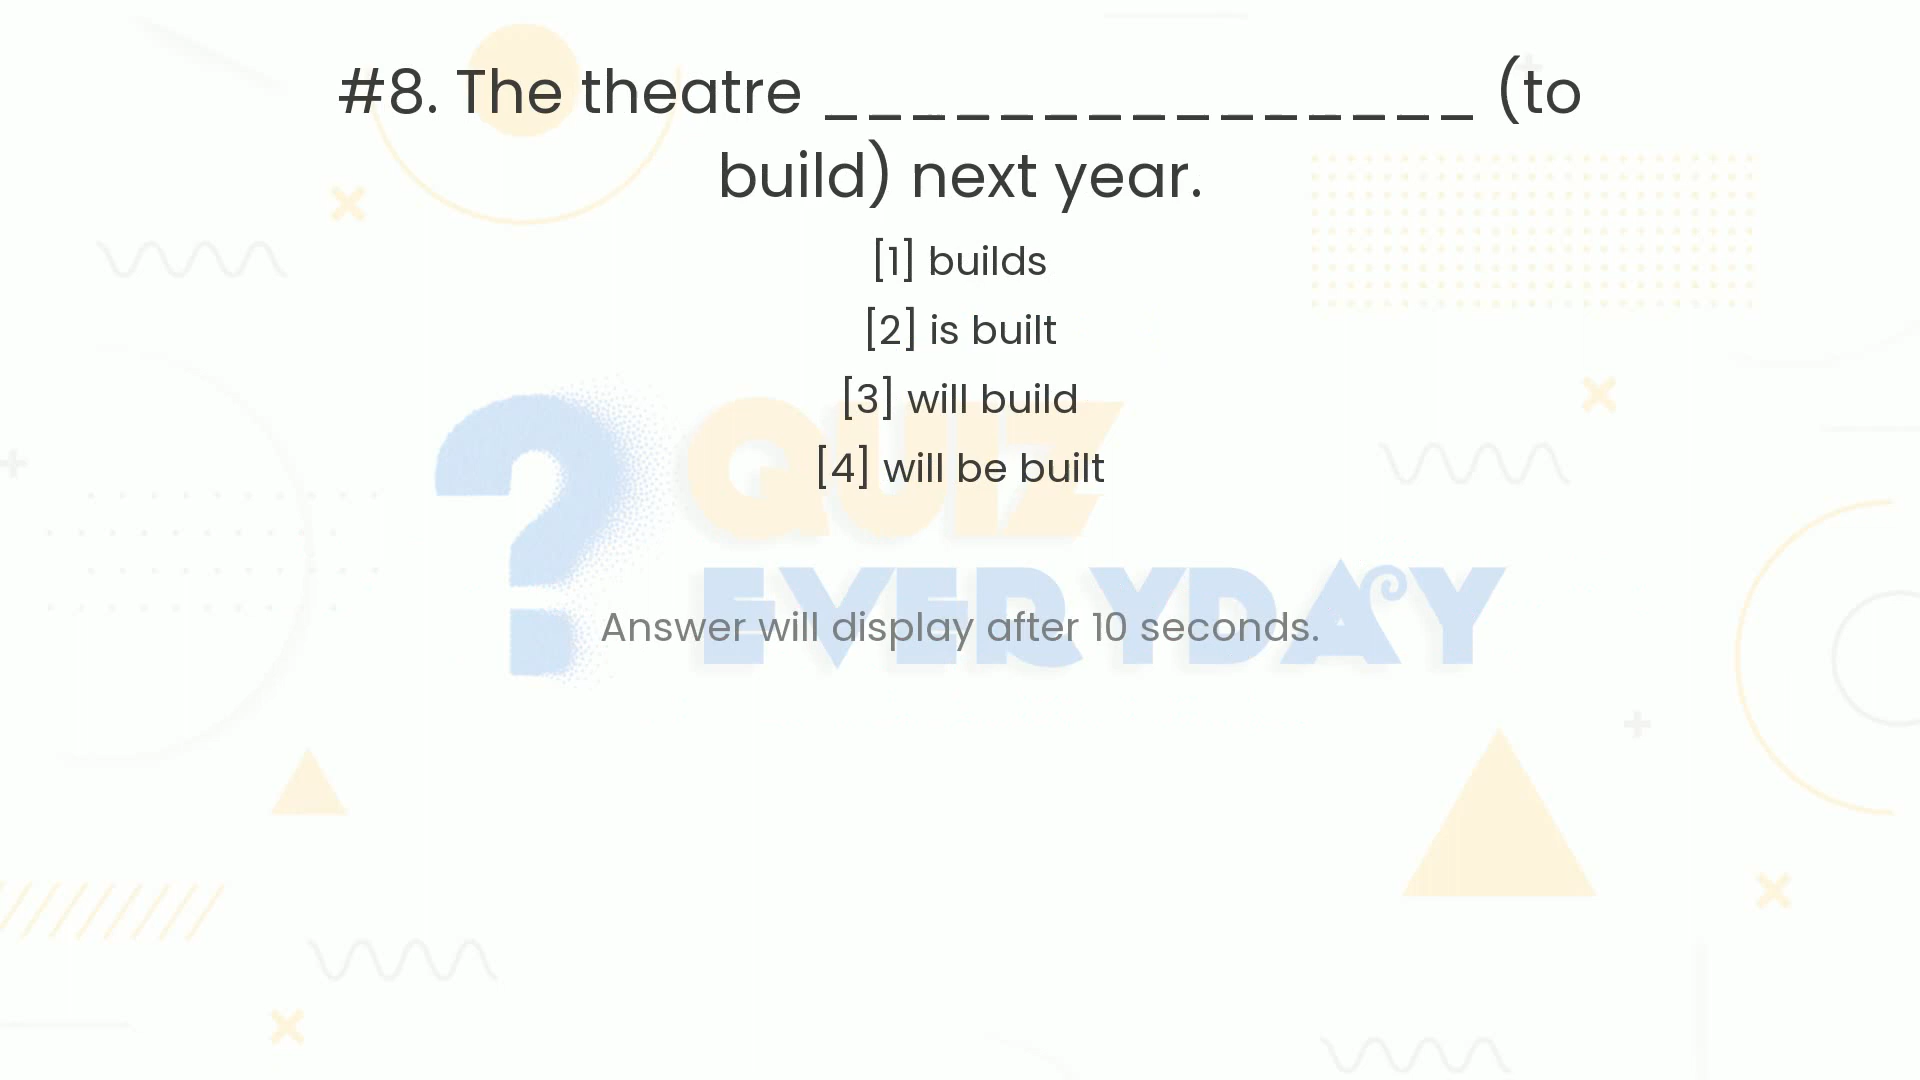 #8. The theatre _ _ _ _ _ _ _ _ _ _ _ _ _ _ _ (to
build) next year.
[1] builds
[2] is built
[3] will build
[4] will be built
QUIZ
EVERYDAY
Answer will display after 10 seconds.